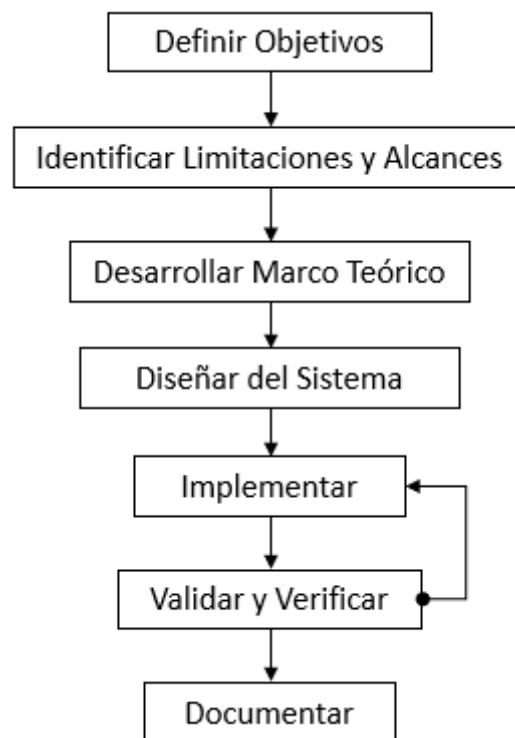 Definir Objetivos
Identificar Limitaciones y Alcances
Desarrollar Marco Teórico
Diseñar del Sistema
Implementar
Validar y Verificar
Documentar